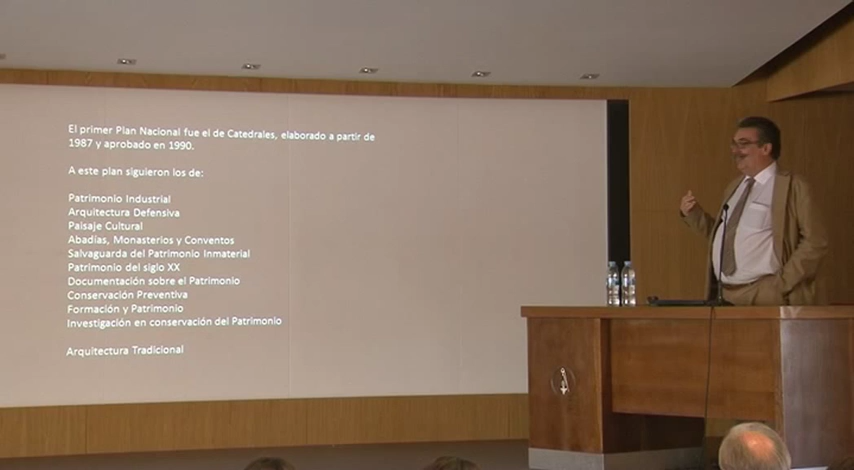 El primer Plan Nacional fue el de Catedrales, elaborado a partir de
1987 y aprobado en 1990.
A este plan siguieron los de:
Patrimonio Industrial
Arquitectura Defensiva
Paisaje Cultural
Abadías, Monasterios y Conventos
Salvaguarda del Patrimonio Inmaterial
Patrimonio del siglo XX
Documentación sobre el Patrimonio
Conservación Preventiva
Formación y Patrimonio
Investigación en conservación del Patrimonio
Arquitectura Tradicional